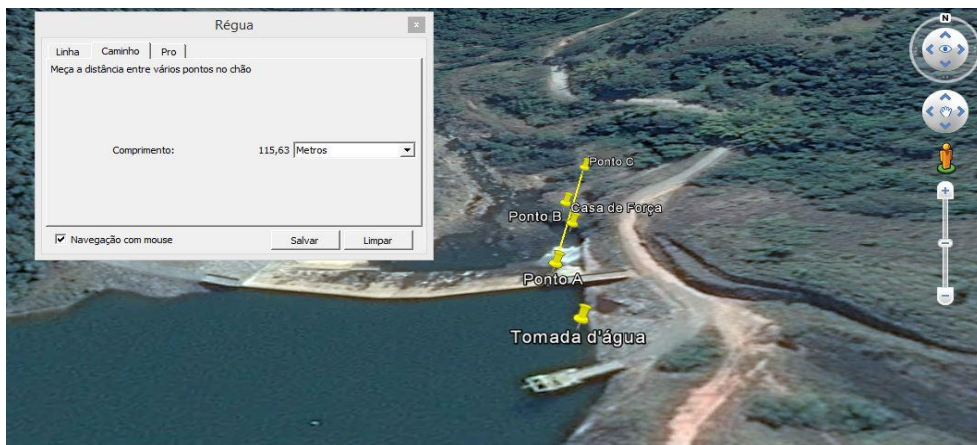 Régua
x
Linha
Caminho
Pro
Meça a distância entre vários pontos no chão
Comprimento:
115,63 Metros
Navegação com mouse
Salvar
Limpar
N
Ponto C
Casa de Força
Ponto B
Ponto A
Tomada d'água